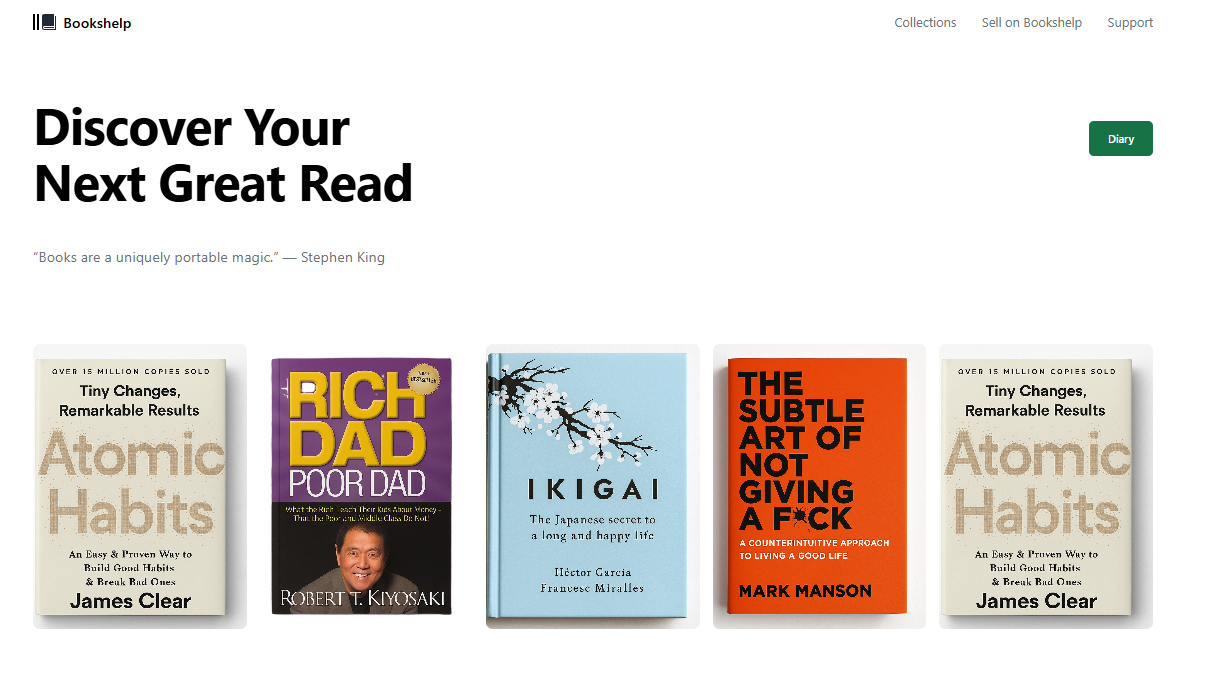 Bookshelp
Collections
Sell on Bookshelp
Support
Discover Your
Next Great Read
Diary
“Books are a uniquely portable magic.” — Stephen King
OVER 15 MILLION COPIES SOLD
Tiny Changes,
Remarkable Results
Atomic
Habits
An Easy & Proven Way to
Build Good Habits
& Break Bad Ones
James Clear
RICH
DAD
POOR DAD
What the Rich Teach Their Kids About Money -
That the Poor and Middle Class Do Not!
ROBERT T. KIYOSAKI
IKIGAI
The Japanese secret to
a long and happy life
Héctor García
Francesc Miralles
THE
SUBTLE
ART OF
NOT
GIVING
A F*CK
A COUNTERINTUITIVE APPROACH
TO LIVING A GOOD LIFE
MARK MANSON
OVER 15 MILLION COPIES SOLD
Tiny Changes,
Remarkable Results
Atomic
Habits
An Easy & Proven Way to
Build Good Habits
& Break Bad Ones
James Clear